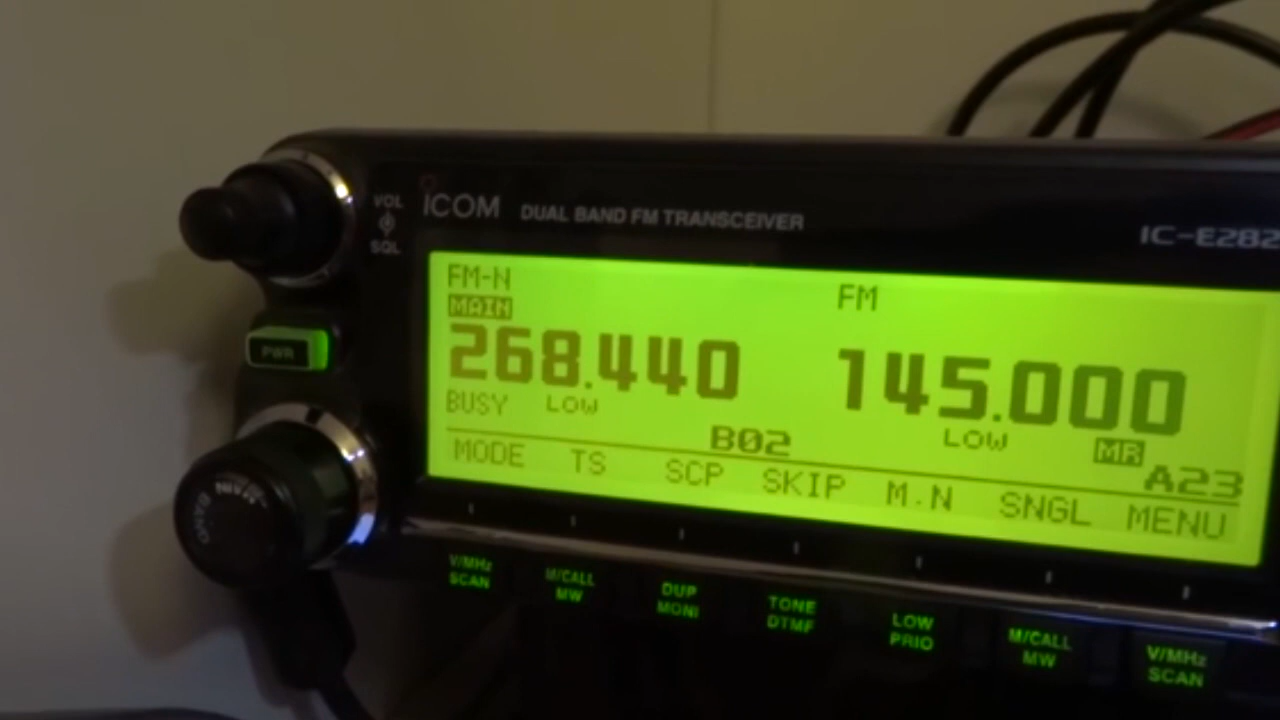 VOL
SQL
ICOM DUAL BAND FM TRANSCEIVER
IC-E282
PWR
FM-N
FM
MAIN
268.440
145.000
BUSY LOW
LOW
MR
B02
A23
MODE TS SCP SKIP M.N SNGL MENU
MAIN
BAND
V/MHz
SCAN
M/CALL
MW
DUP
MONI
TONE
DTMF
LOW
PRIO
M/CALL
MW
V/MHz
SCAN